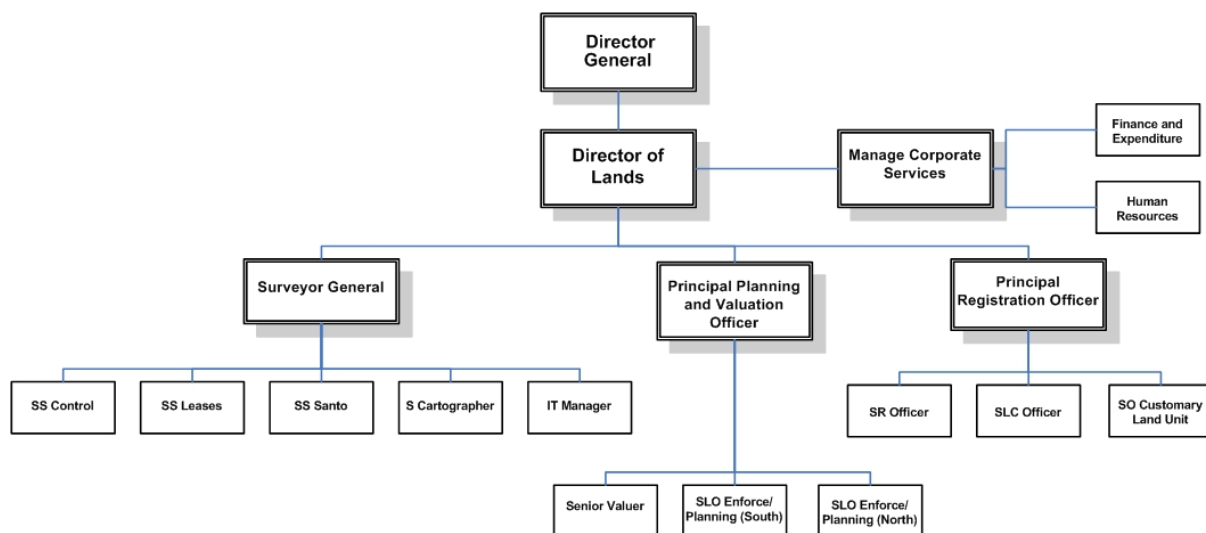 Director
General
Director of
Lands
Manage Corporate
Services
Finance and
Expenditure
Human
Resources
Surveyor General
Principal Planning
and Valuation
Officer
Principal
Registration Officer
SS Control
SS Leases
SS Santo
S Cartographer
IT Manager
SR Officer
SLC Officer
SO Customary
Land Unit
Senior Valuer
SLO Enforce/
Planning (South)
SLO Enforce/
Planning (North)